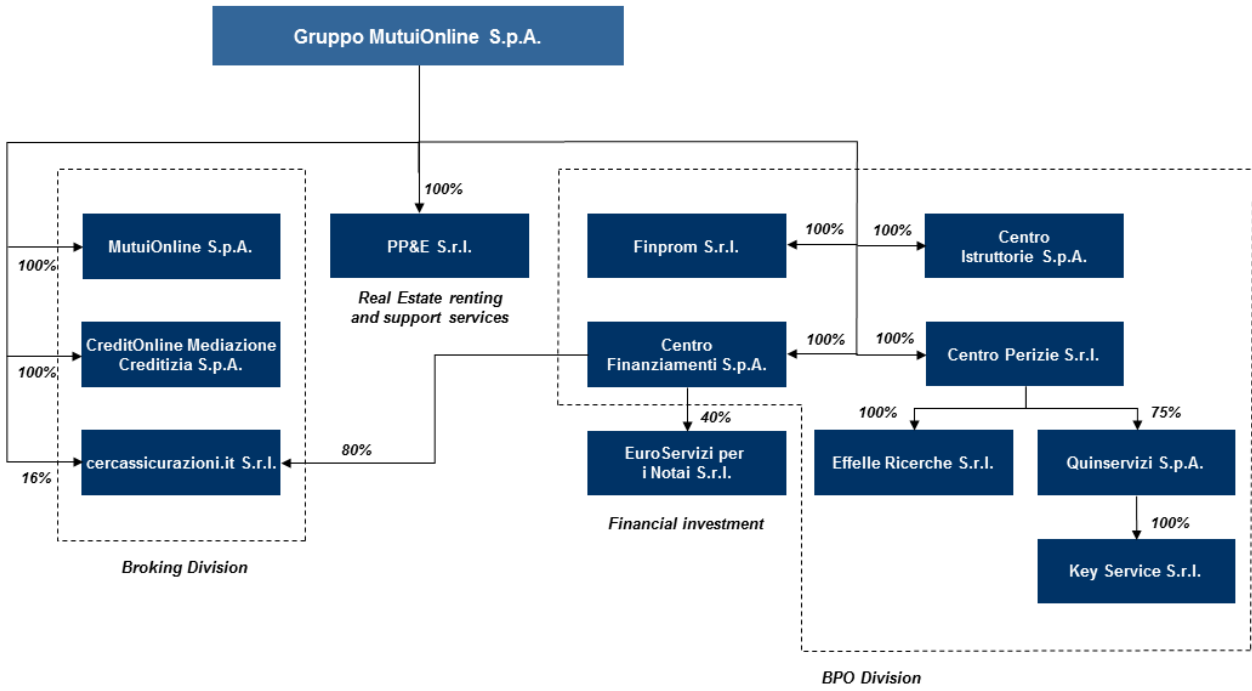 Gruppo MutuiOnline S.p.A.
100%
MutuiOnline S.p.A.
100%
PP&E S.r.l.
Real Estate renting
and support services
Finprom S.r.l.
100%
100%
Centro
Istruttorie S.p.A.
CreditOnline Mediazione
Creditizia S.p.A.
100%
Centro
Finanziamenti S.p.A.
100%
100%
Centro Perizie S.r.l.
40%
100%
75%
cercassicurazioni.it S.r.l.
16%
80%
EuroServizi per
i Notai S.r.l.
Effelle Ricerche S.r.l.
Quinservizi S.p.A.
Financial investment
100%
Key Service S.r.l.
Broking Division
BPO Division